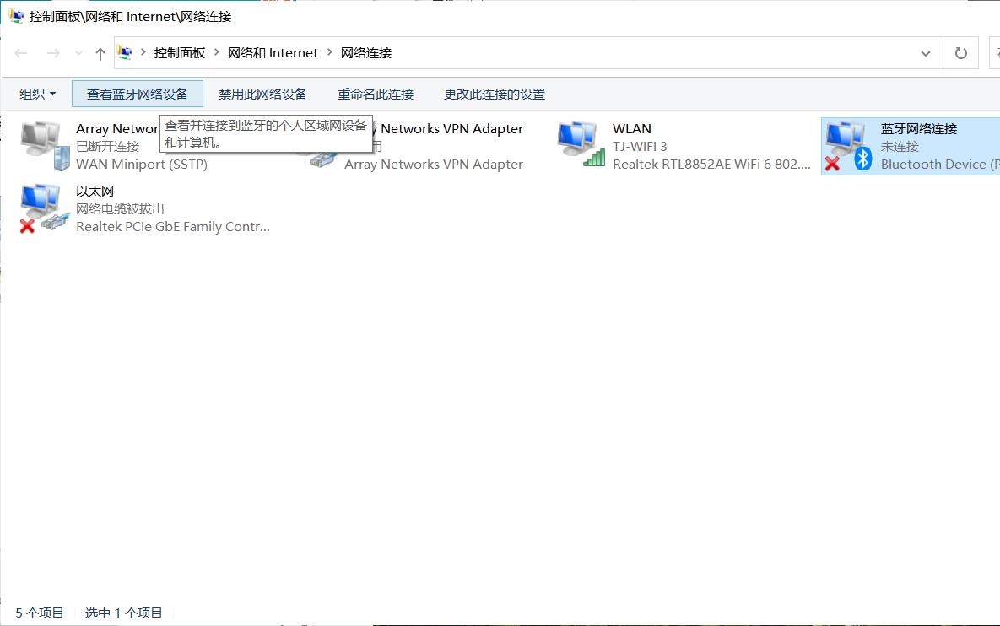 控制面板\网络和 Internet\网络连接
控制面板 > 网络和 Internet > 网络连接
组织 查看蓝牙网络设备 禁用此网络设备 重命名此连接 更改此连接的设置
查看并连接到蓝牙的个人区域网设备
和计算机。
Array Networ
已断开连接
WAN Miniport (SSTP)
y Networks VPN Adapter
用
Array Networks VPN Adapter
WLAN
TJ-WIFI 3
Realtek RTL8852AE WiFi 6 802....
蓝牙网络连接
未连接
Bluetooth Device (P
以太网
网络电缆被拔出
Realtek PCIe GbE Family Contr...
5 个项目 选中 1 个项目